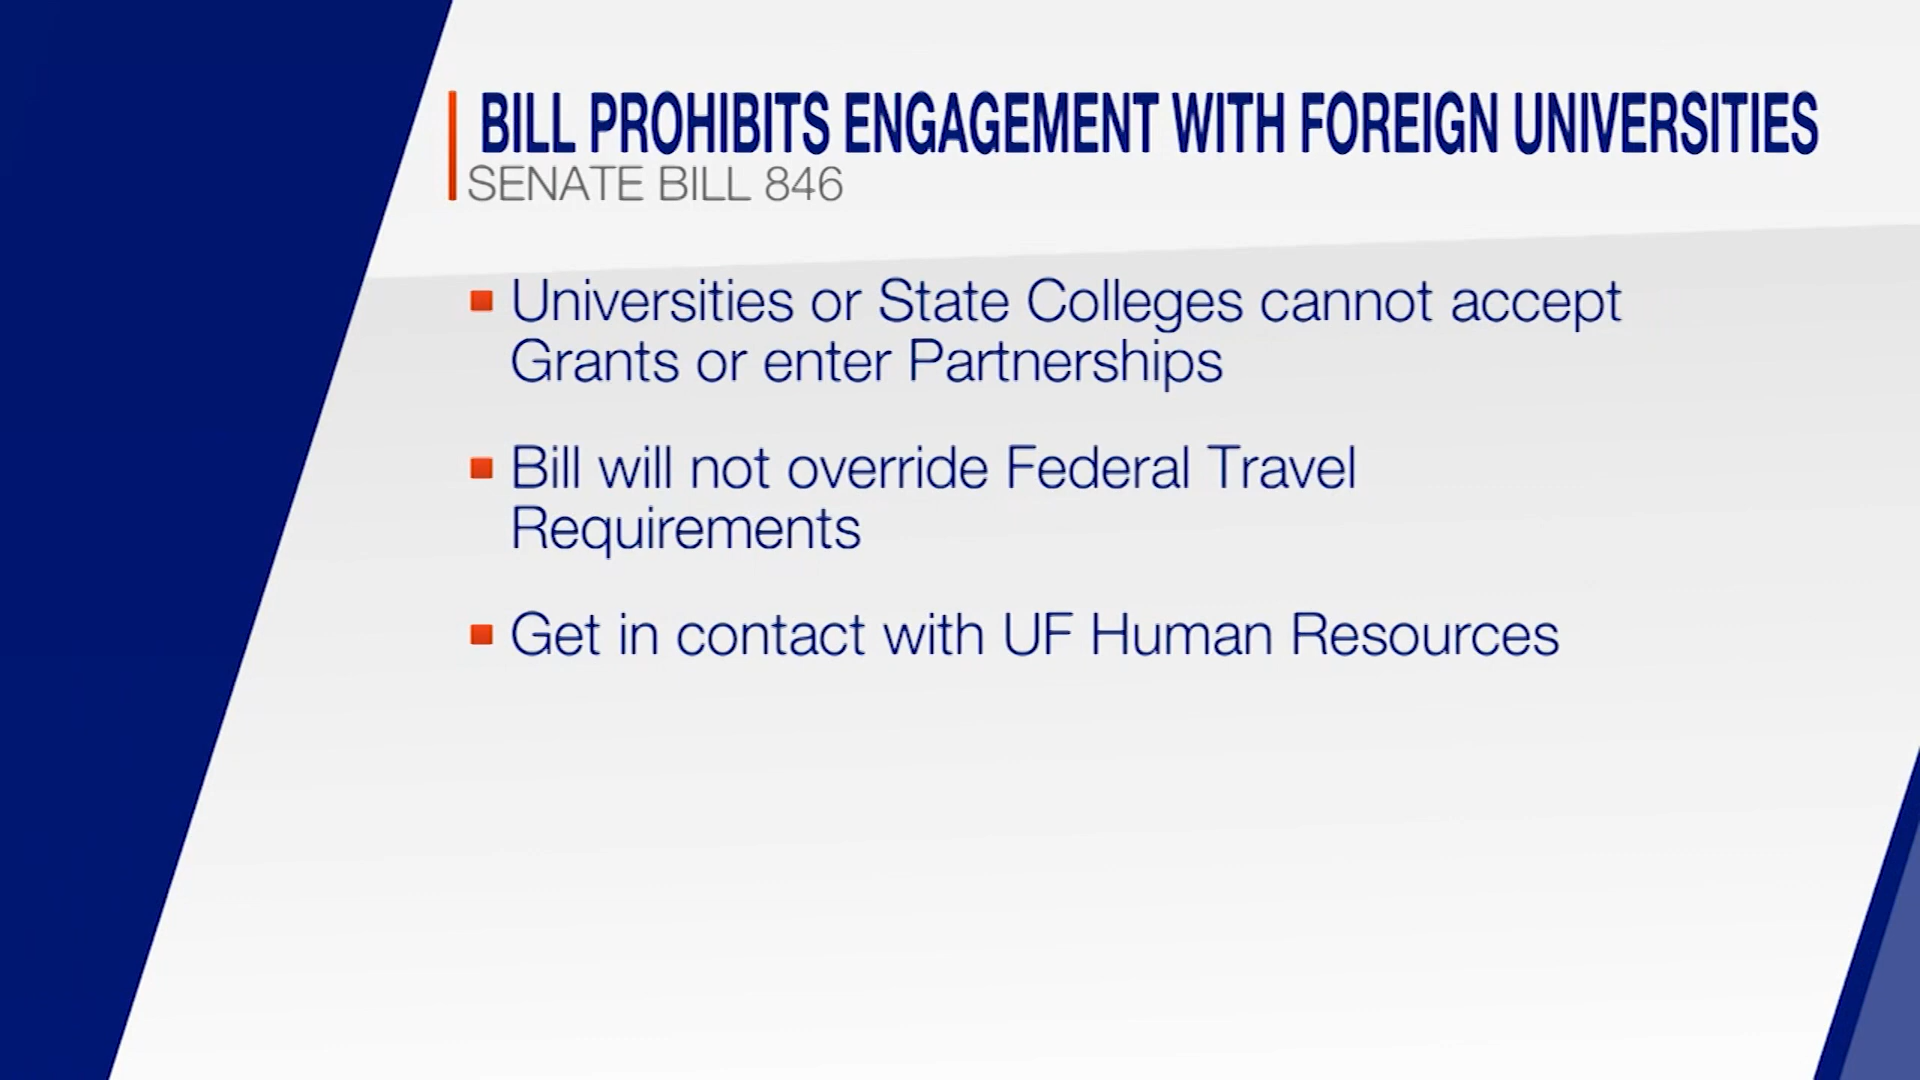 BILL PROHIBITS ENGAGEMENT WITH FOREIGN UNIVERSITIES
SENATE BILL 846
Universities or State Colleges cannot accept
Grants or enter Partnerships
Bill will not override Federal Travel
Requirements
Get in contact with UF Human Resources